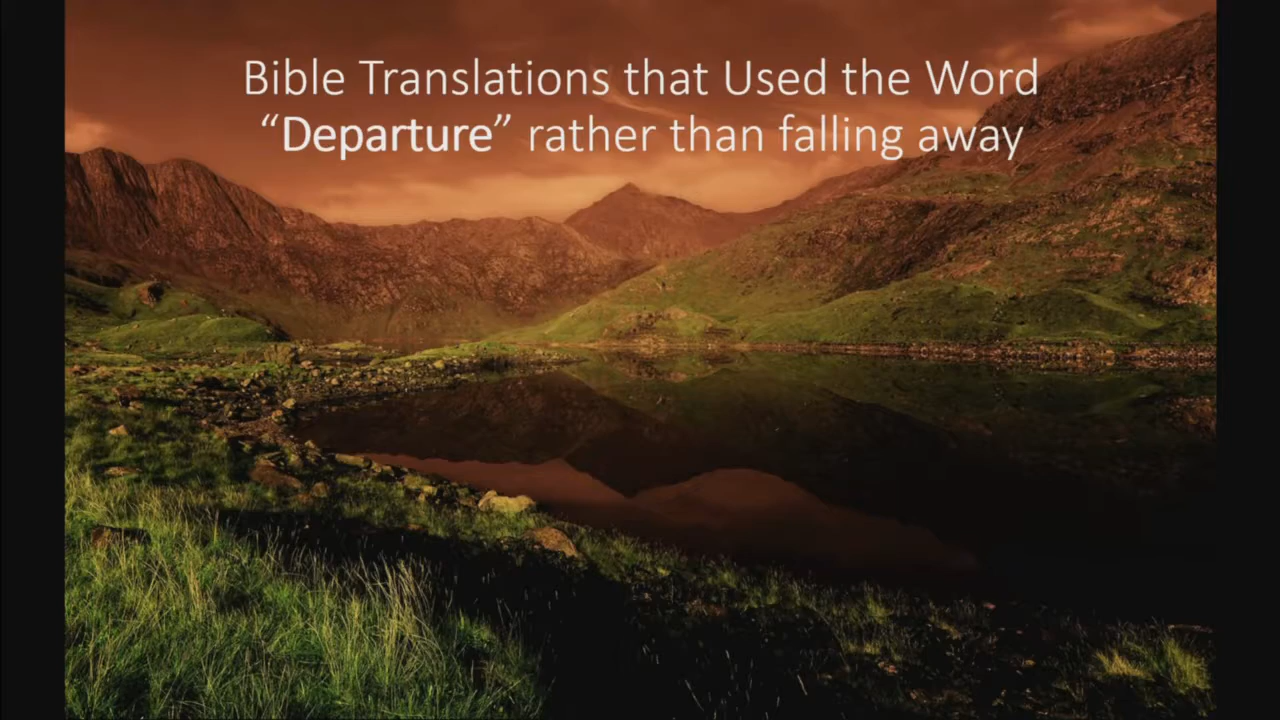 Bible Translations that Used the Word
“Departure” rather than falling away